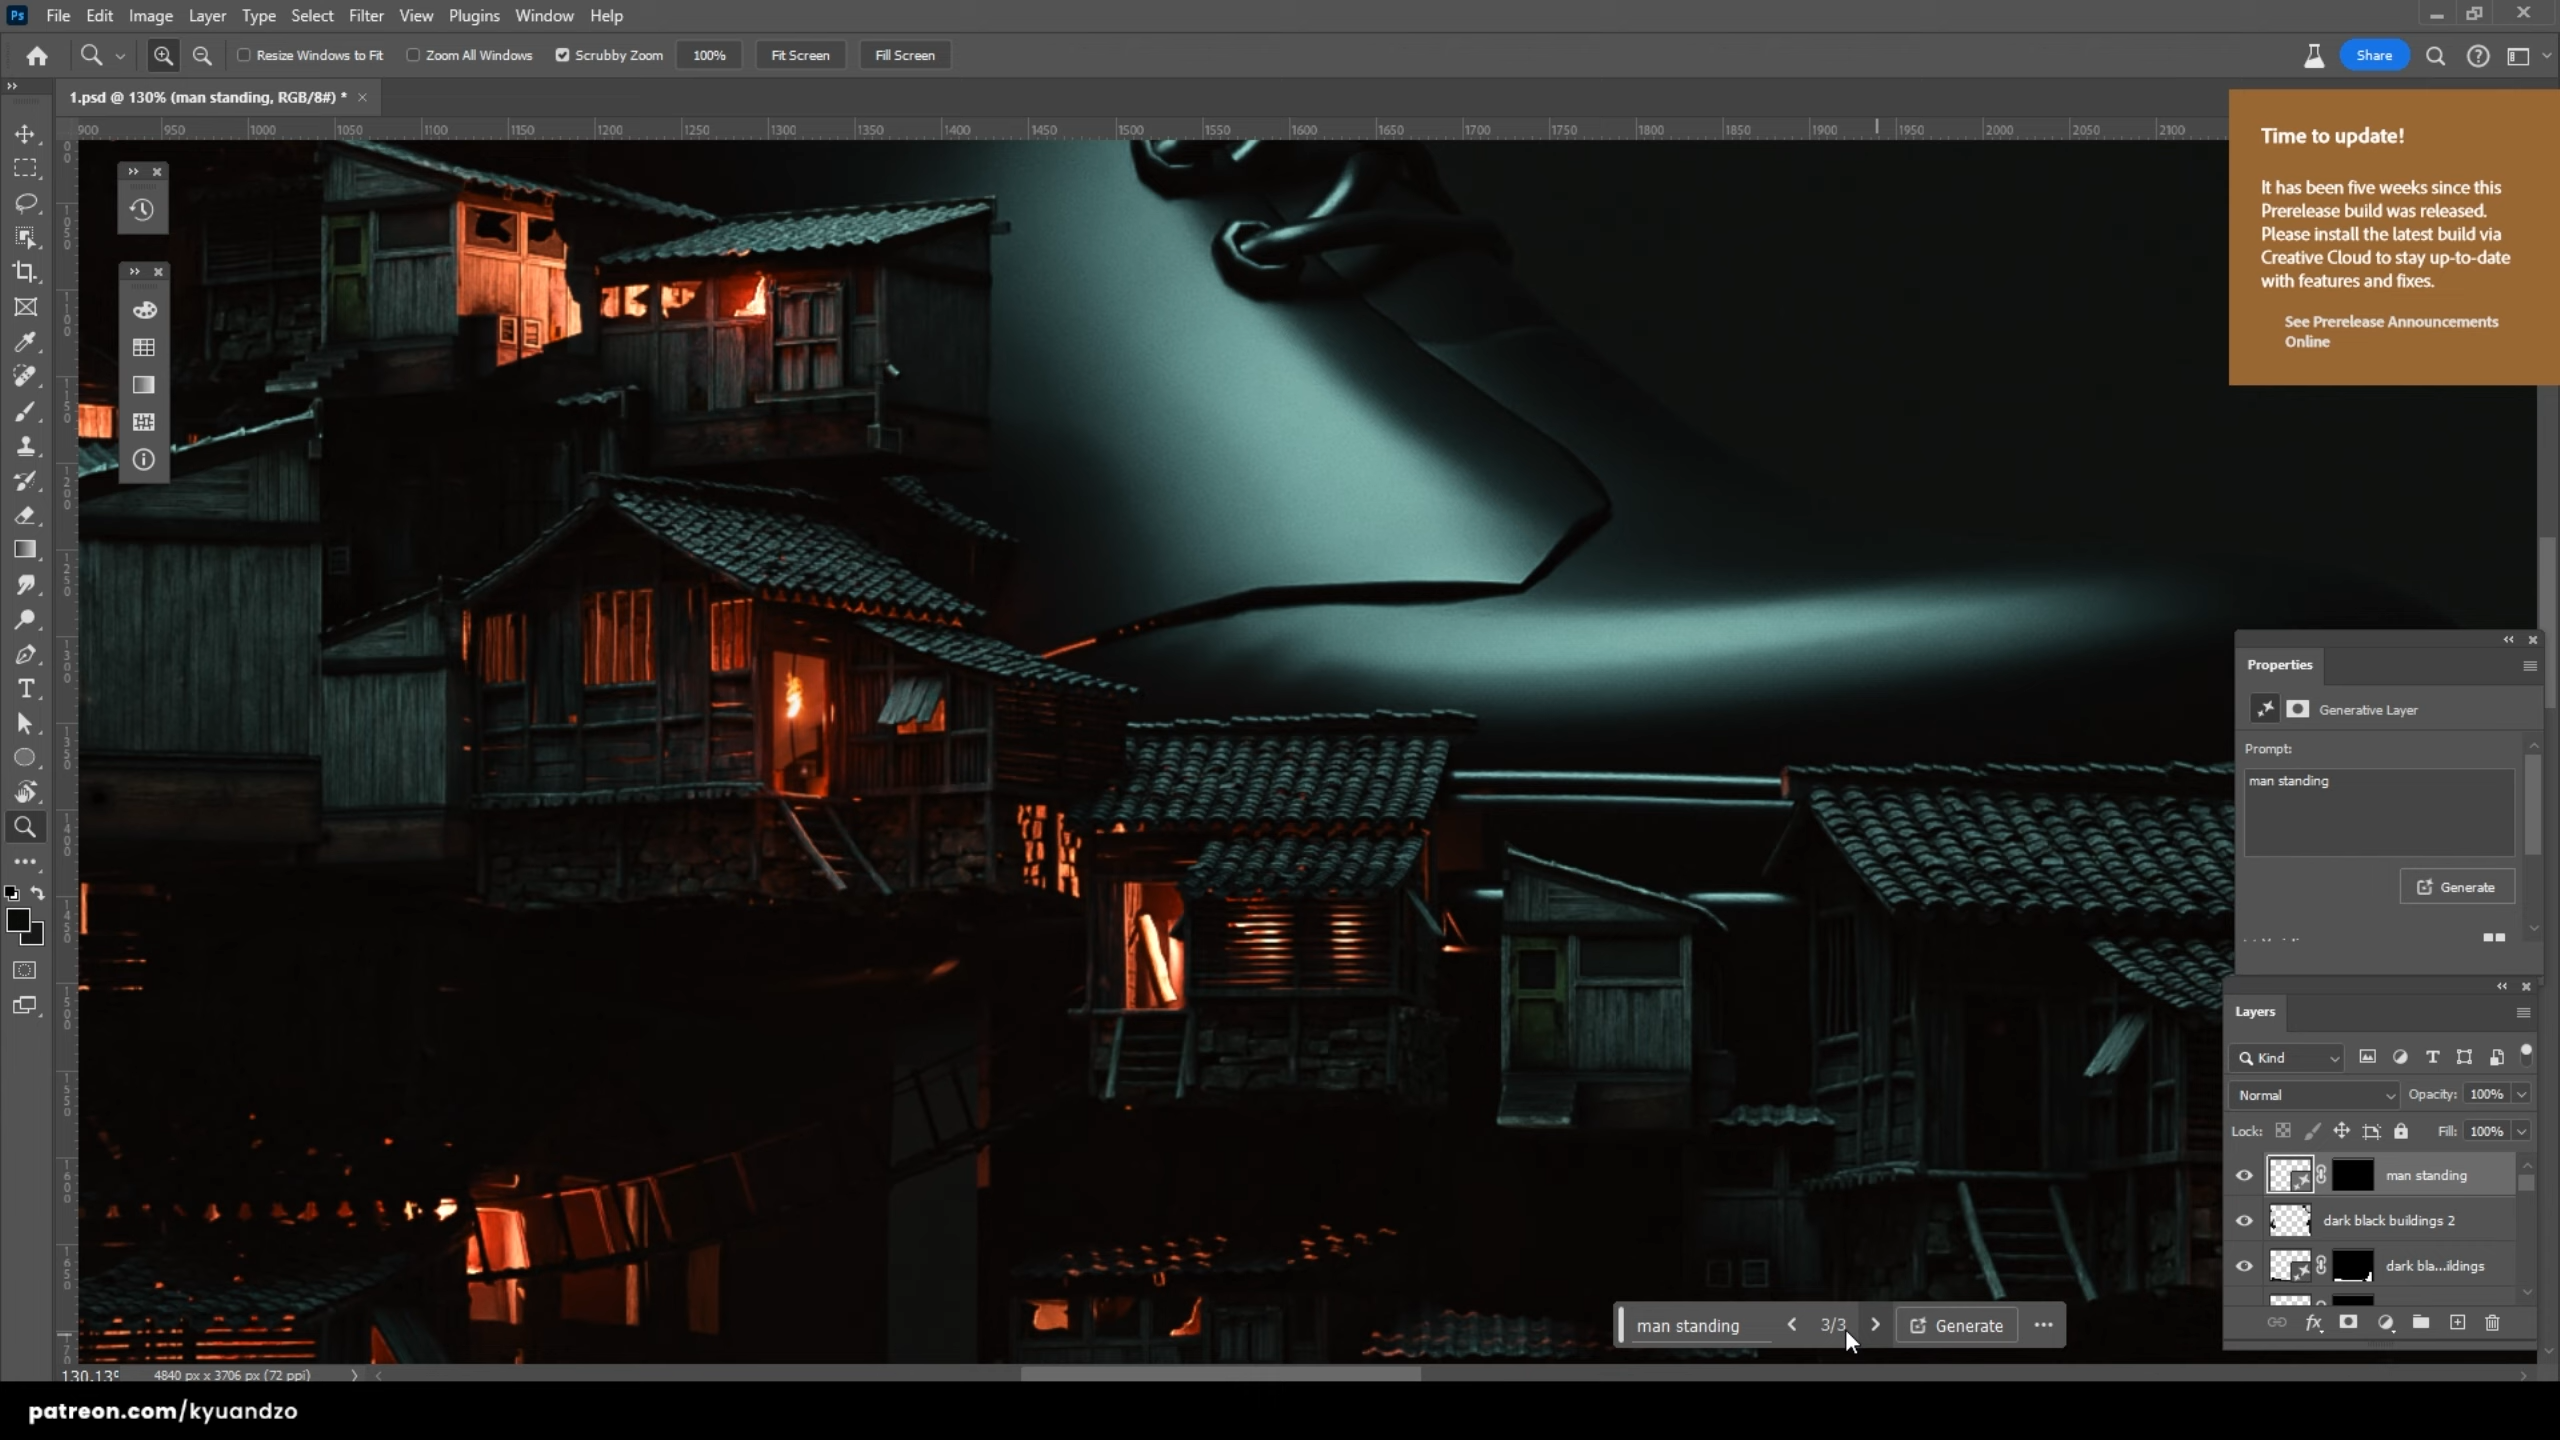 Ps File Edit Image Layer Type Select Filter View Plugins Window Help
Resize Windows to Fit Zoom All Windows Scrubby Zoom 100% Fit Screen Fill Screen Share
1.psd @ 130% (man standing, RGB/8#) *
900 950 1000 1050 1100 1150 1200 1250 1300 1350 1400 1450 1500 1550 1600 1650 1700 1750 1800 1850 1900 1950 2000 2050 2100
Time to update!
It has been five weeks since this
Prerelease build was released.
Please install the latest build via
Creative Cloud to stay up-to-date
with features and fixes.
See Prerelease Announcements
Online
Properties
Generative Layer
Prompt:
man standing
Generate
Layers
Kind
Normal Opacity: 100%
Lock: Fill: 100%
man standing
dark black buildings 2
dark bla...ildings
man standing 3/3 Generate
4840 px x 3706 px (72 ppi)
patreon.com/kyuandzo